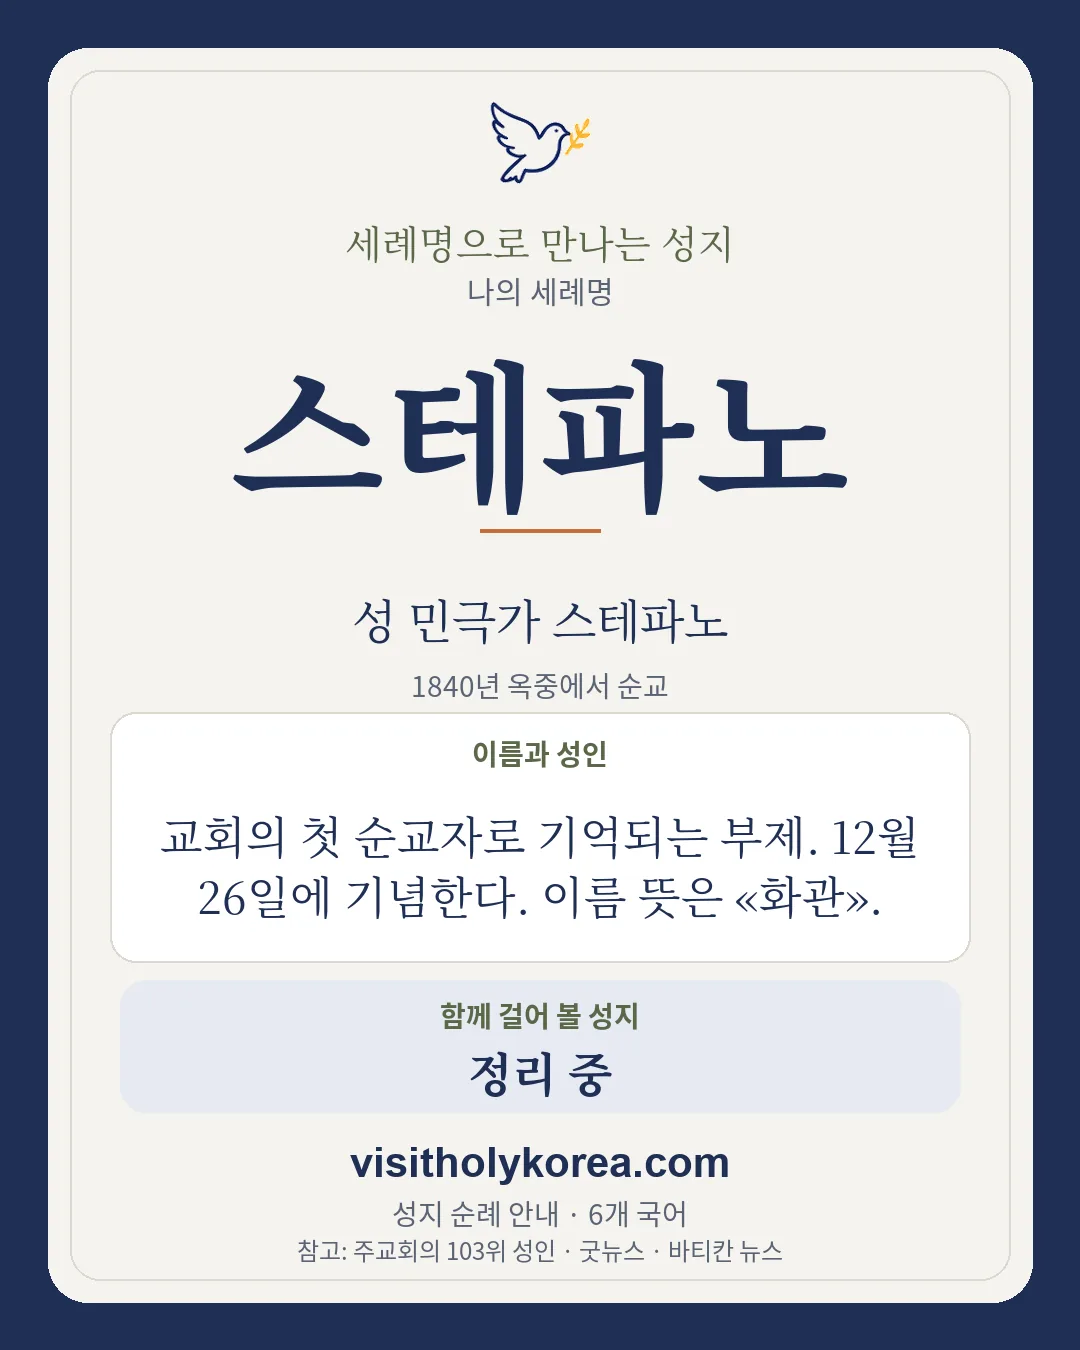 세례명으로 만나는 성지
나의 세례명
스테파노
성 민극가 스테파노
1840년 옥중에서 순교
이름과 성인
교회의 첫 순교자로 기억되는 부제. 12월
26일에 기념한다. 이름 뜻은 «화관».
함께 걸어 볼 성지
정리 중
visitholykorea.com
성지 순례 안내 · 6개 국어
참고: 주교회의 103위 성인 · 굿뉴스 · 바티칸 뉴스